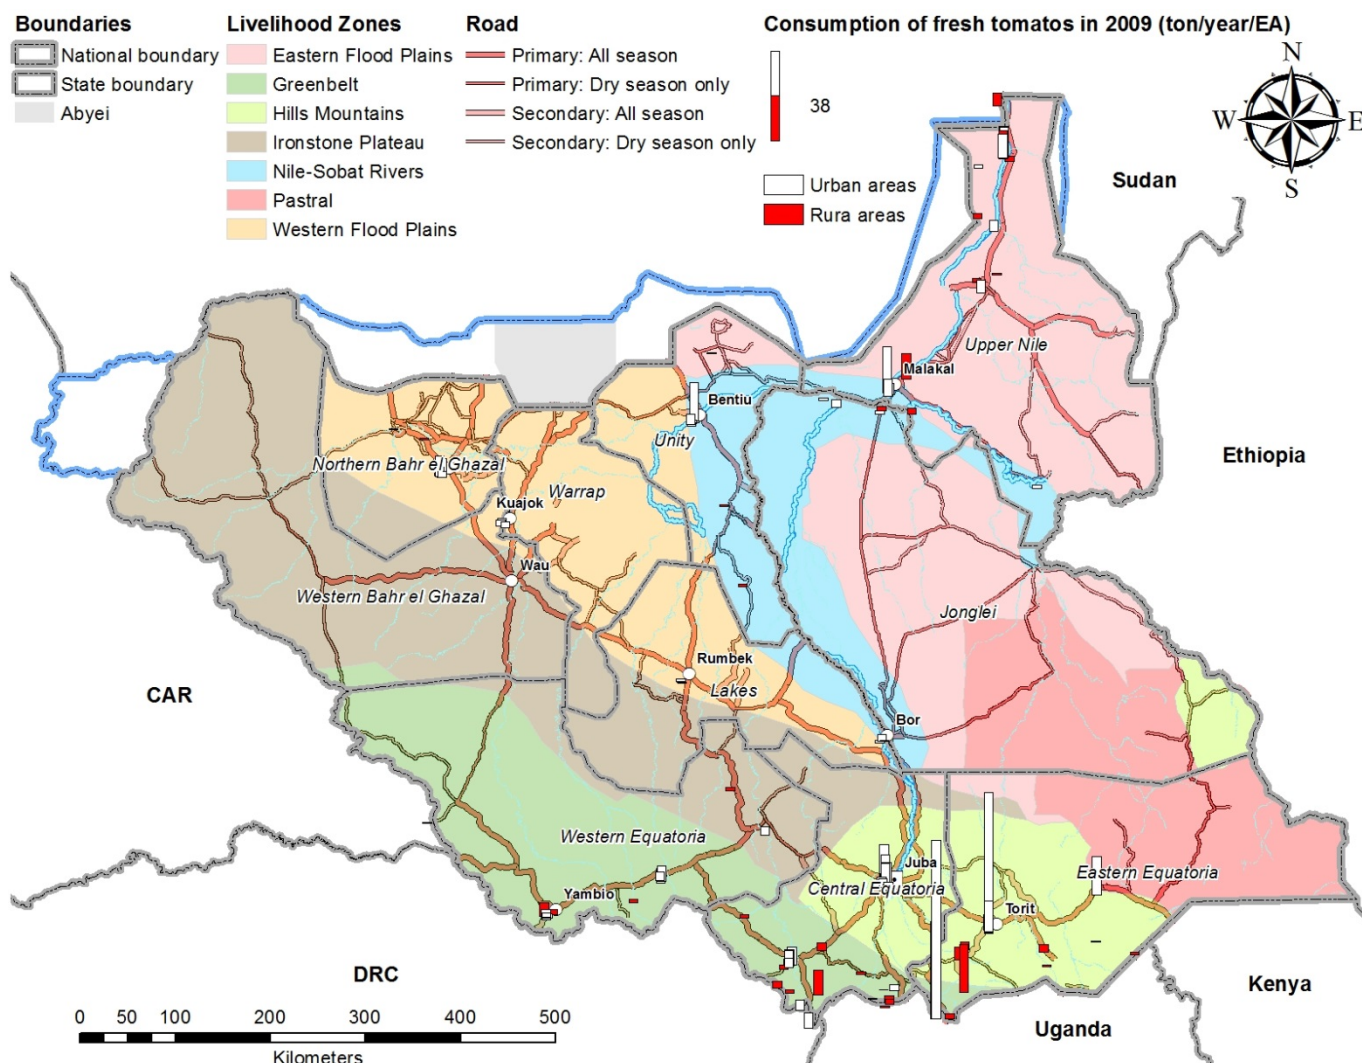 Boundaries
National boundary
State boundary
Abyei
Livelihood Zones
Eastern Flood Plains
Greenbelt
Hills Mountains
Ironstone Plateau
Nile-Sobat Rivers
Pastral
Western Flood Plains
Road
Primary: All season
Primary: Dry season only
Secondary: All season
Secondary: Dry season only
Consumption of fresh tomatos in 2009 (ton/year/EA)
38
Urban areas
Rura areas
N
W E
S
Sudan
Upper Nile
Malakal
Bentiu
Unity
Ethiopia
Northern Bahr el Ghazal
Warrap
Kuajok
Wau
Western Bahr el Ghazal
Jonglei
Rumbek
Lakes
CAR
Bor
Western Equatoria
Juba
Central Equatoria
Eastern Equatoria
Yambio
Torit
DRC
Kenya
Uganda
0 50 100 200 300 400 500
Kilometers